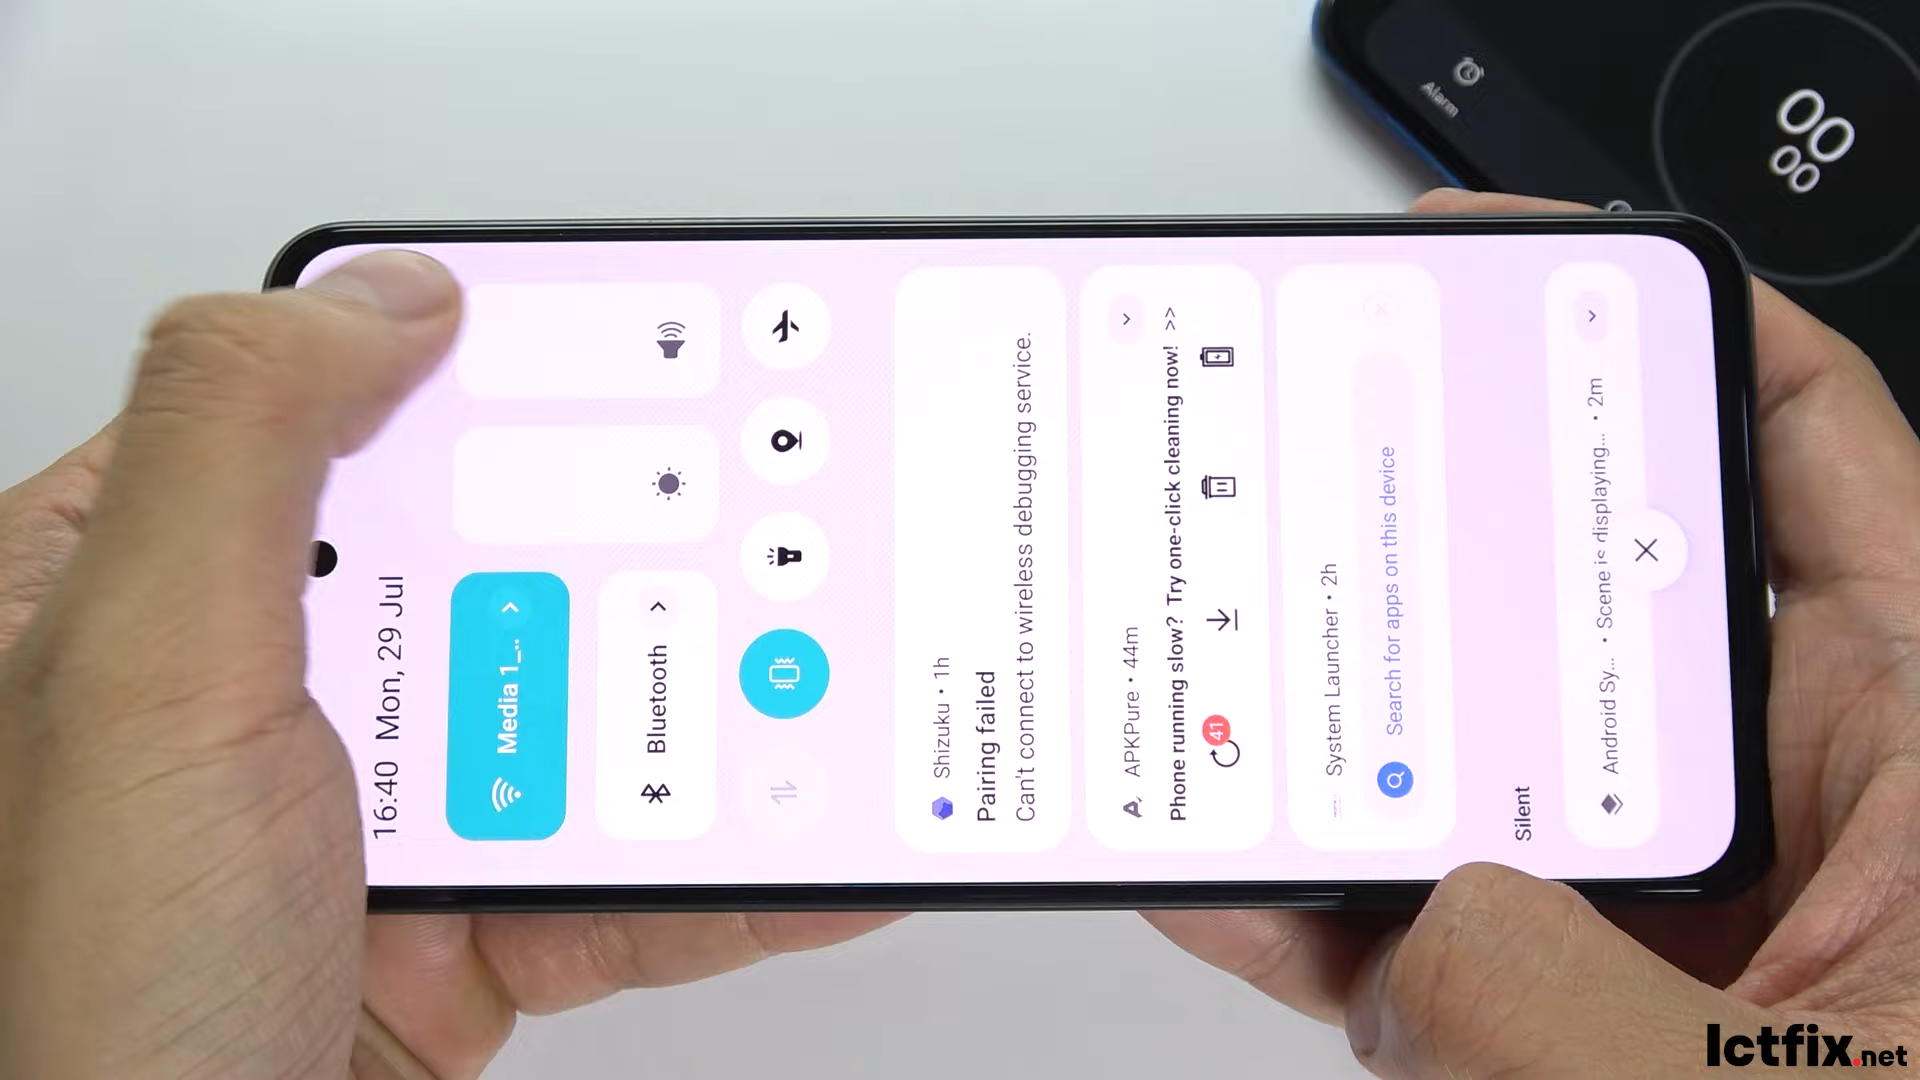 16:40 Mon, 29 Jul
Media 1_...
Bluetooth
Shizuku • 1h
Pairing failed
Can't connect to wireless debugging service.
APKPure • 44m
Phone running slow? Try one-click cleaning now! >>
41
System Launcher • 2h
Search for apps on this device
Silent
Android Sy... • Scene is displaying... • 2m
Alarm
00
00
Ictfix.net